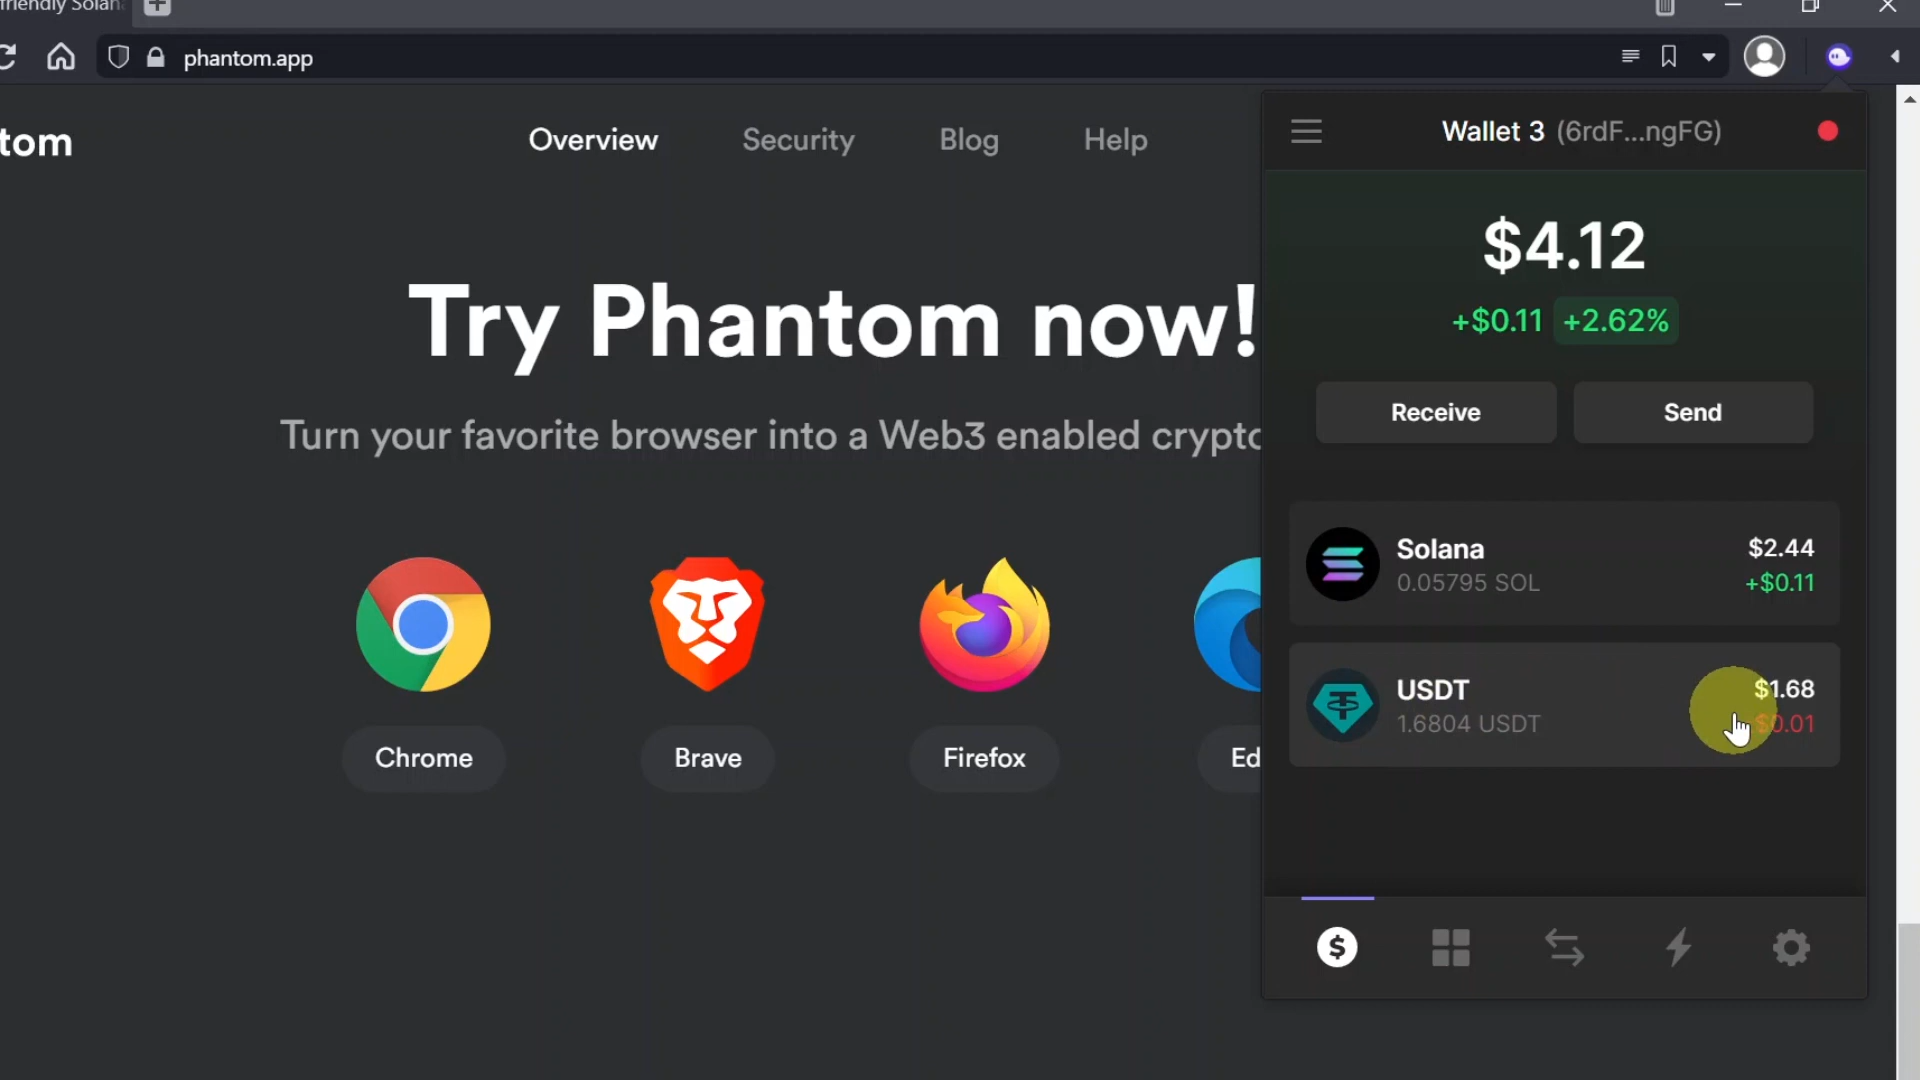 phantom.app
tom
Overview
Security
Blog
Help
Try Phantom now!
Turn your favorite browser into a Web3 enabled crypto
Chrome
Brave
Firefox
Ed
Wallet 3 (6rdF...ngFG)
$4.12
+$0.11 +2.62%
Receive
Send
Solana
$2.44
0.05795 SOL
+$0.11
USDT
$1.68
1.6804 USDT
$0.01